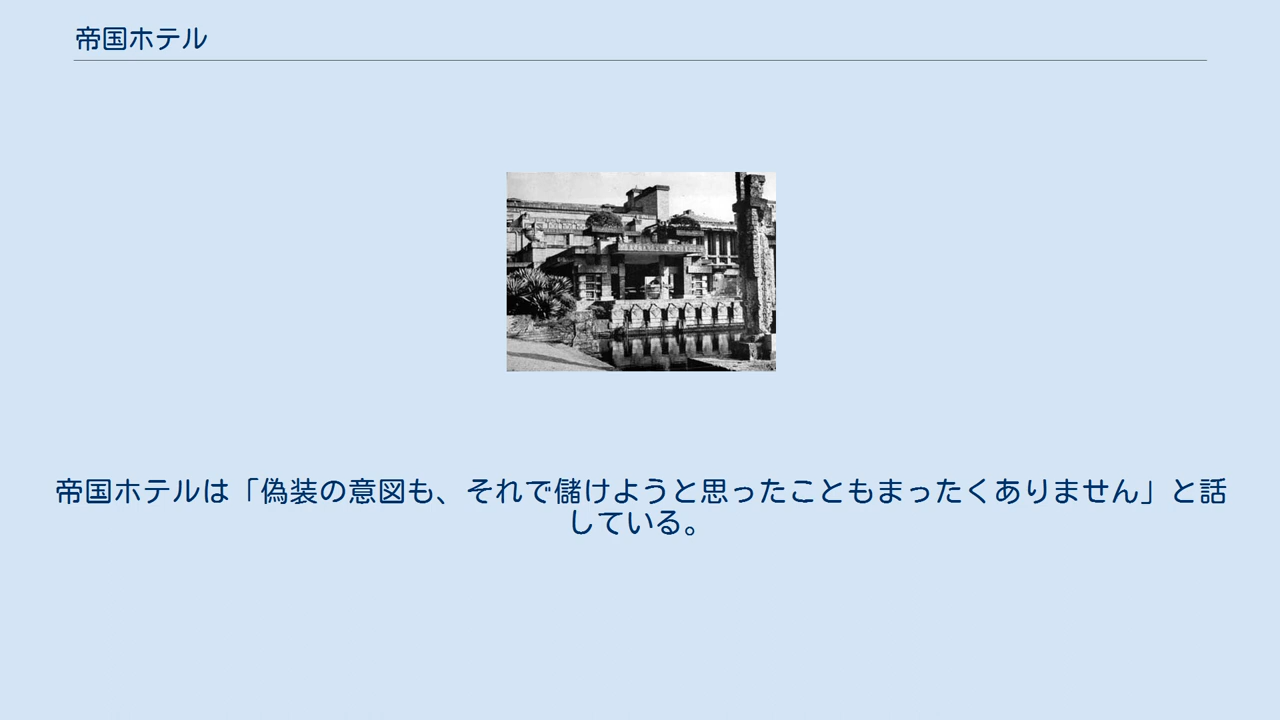 帝国ホテル
帝国ホテルは「偽装の意図も、それで儲けようと思ったこともまったくありません」と話
している。